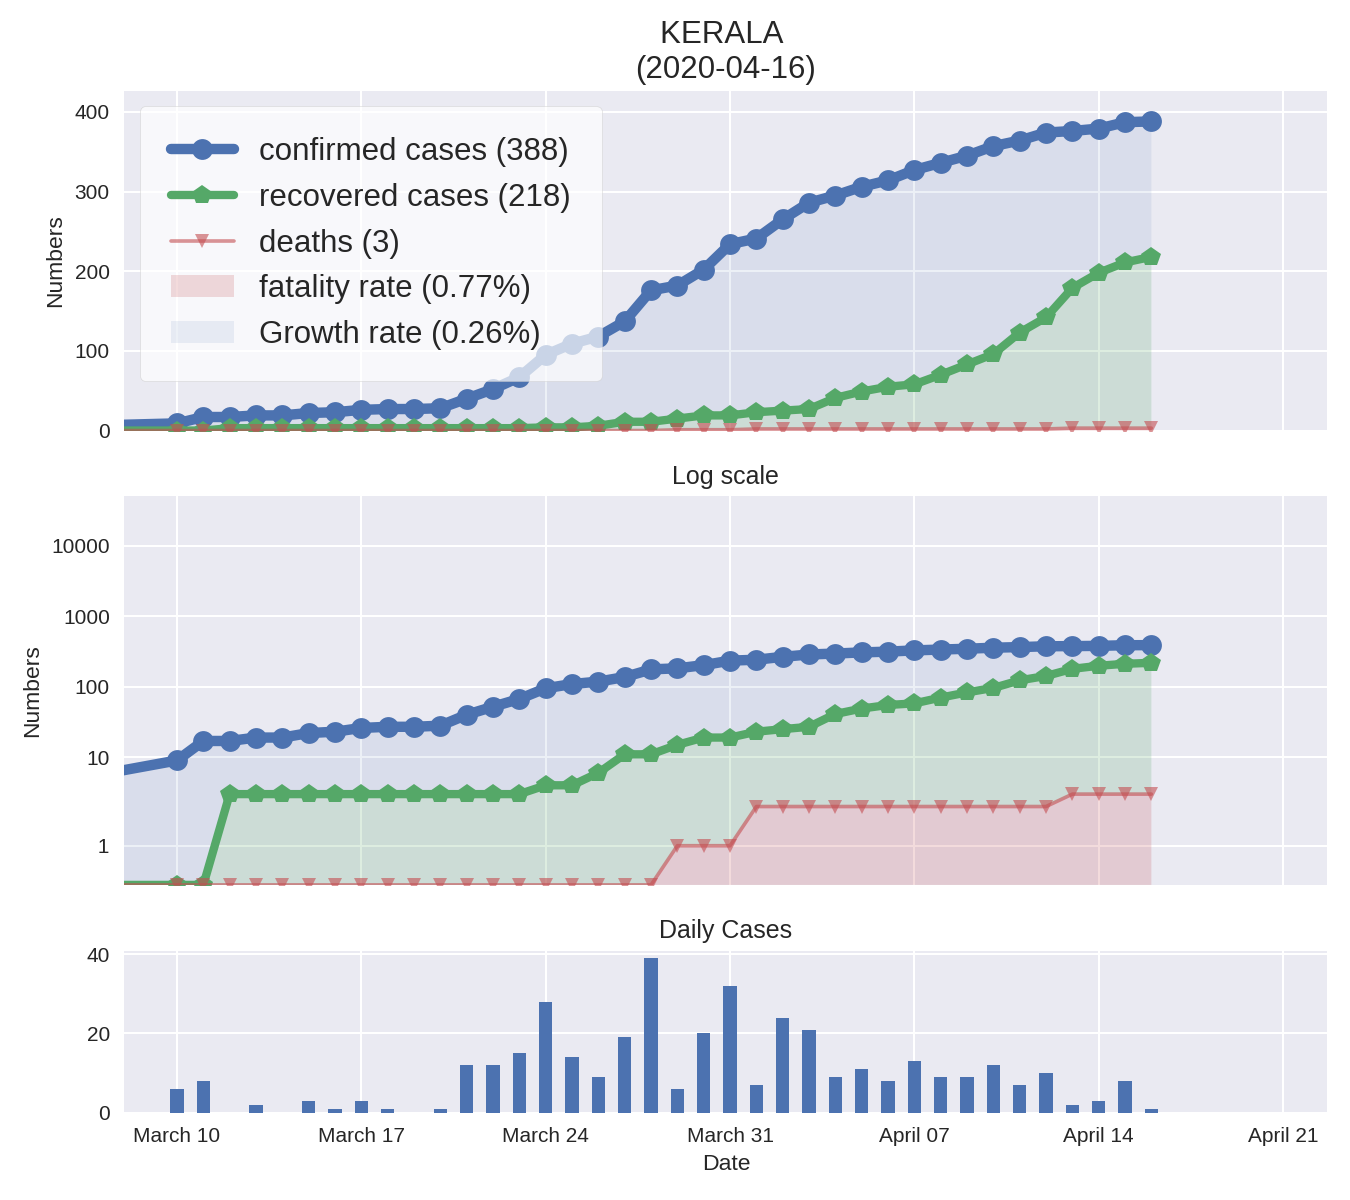 KERALA
(2020-04-16)
400
300
200
100
0
Numbers
confirmed cases (388)
recovered cases (218)
deaths (3)
fatality rate (0.77%)
Growth rate (0.26%)
Log scale
10000
1000
100
10
1
Numbers
Daily Cases
40
20
0
March 10 March 17 March 24 March 31 April 07 April 14 April 21
Date